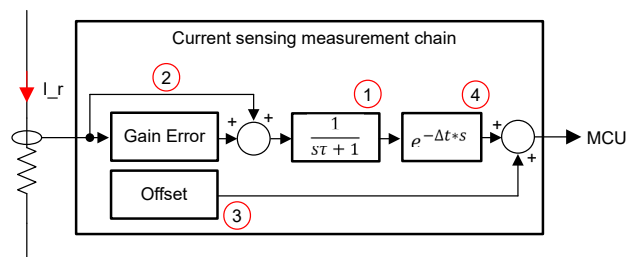 Current sensing measurement chain
I_r
2
1
4
Gain Error
+
+
+
1
sτ + 1
e^{-Δt*s}
+
+
MCU
Offset
3